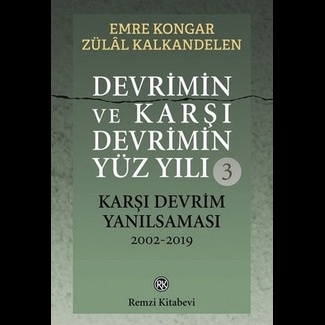 EMRE KONGAR
ZÜLÂL KALKANDELEN
DEVRİMİN
VE KARŞI
DEVRİMİN
YÜZ YILI 3
KARŞI DEVRİM
YANILSAMASI
2002-2019
RK
Remzi Kitabevi